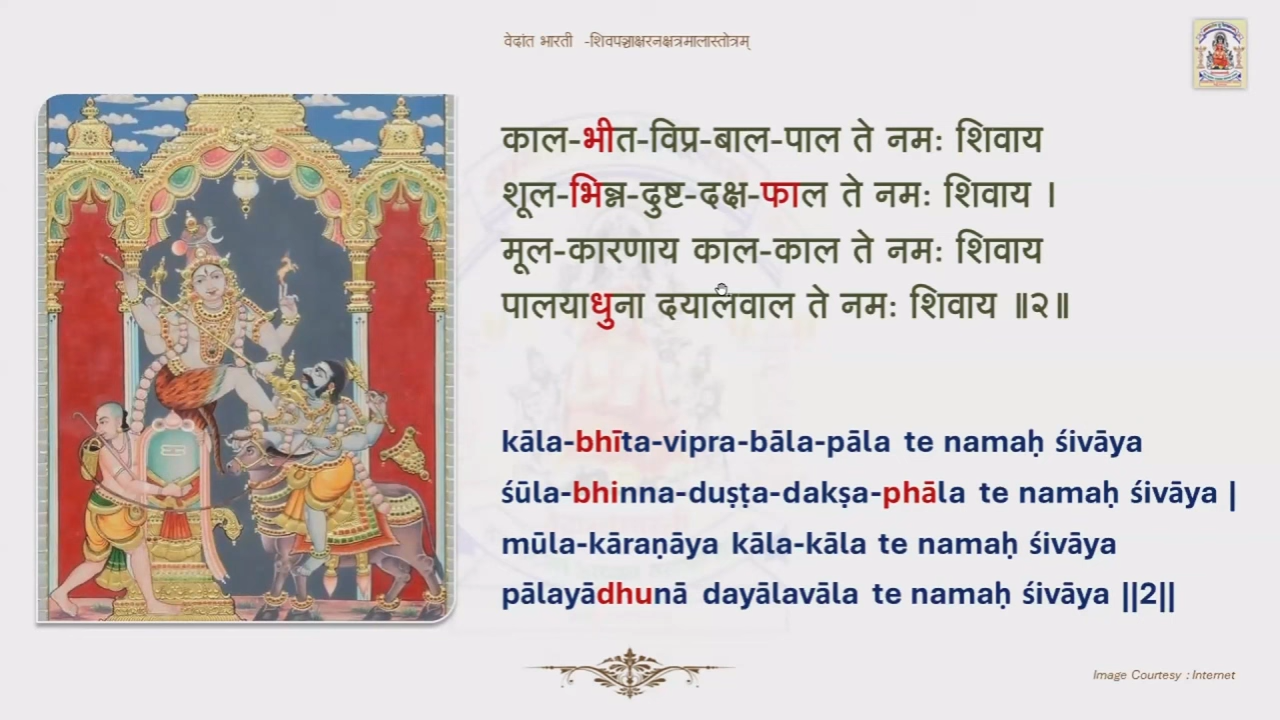 वेदांत भारती -शिवपञ्चाक्षरनक्षत्रमालास्तोत्रम्
काल-भीत-विप्र-बाल-पाल ते नमः शिवाय
शूल-भिन्न-दुष्ट-दक्ष-फाल ते नमः शिवाय ।
मूल-कारणाय काल-काल ते नमः शिवाय
पालयाधुना दयालवाल ते नमः शिवाय ॥२॥
kāla-bhīta-vipra-bāla-pāla te namaḥ śivāya
śūla-bhinna-duṣṭa-dakṣa-phāla te namaḥ śivāya |
mūla-kāraṇāya kāla-kāla te namaḥ śivāya
pālayādhunā dayālavāla te namaḥ śivāya ||2||
Image Courtesy : Internet